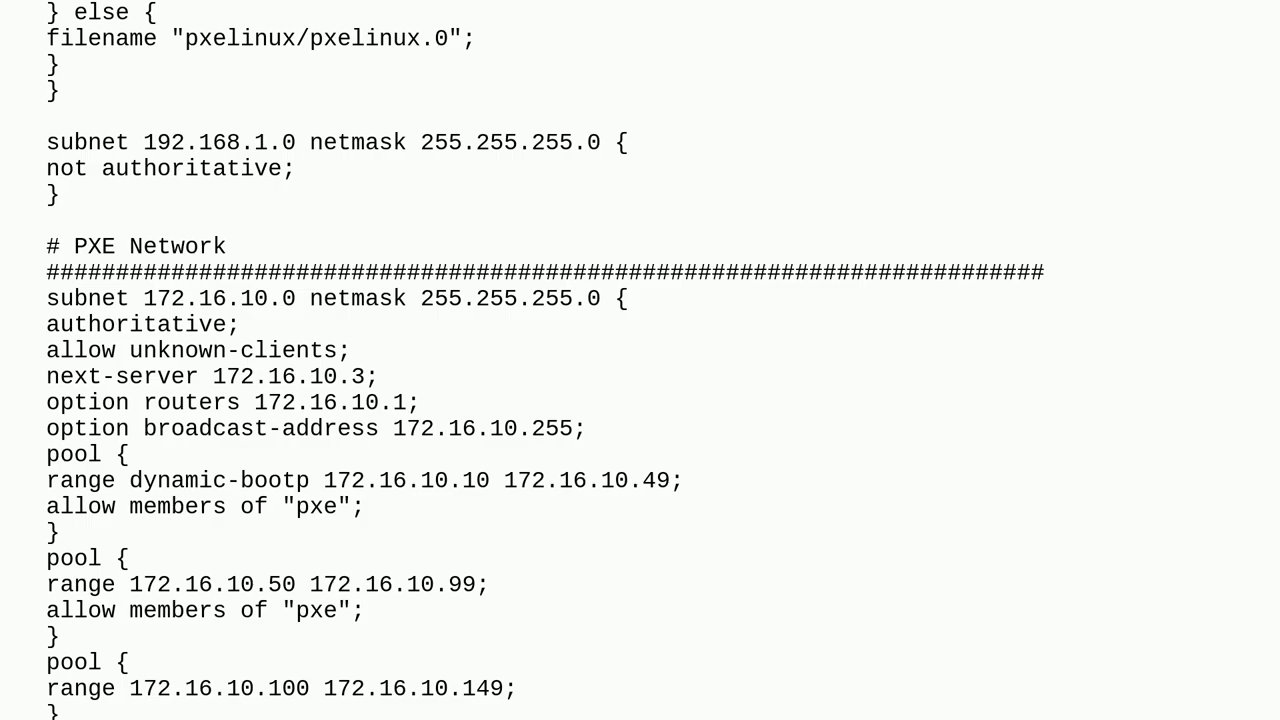 } else {
filename "pxelinux/pxelinux.0";
}
}
subnet 192.168.1.0 netmask 255.255.255.0 {
not authoritative;
}
# PXE Network
########################################################################
subnet 172.16.10.0 netmask 255.255.255.0 {
authoritative;
allow unknown-clients;
next-server 172.16.10.3;
option routers 172.16.10.1;
option broadcast-address 172.16.10.255;
pool {
range dynamic-bootp 172.16.10.10 172.16.10.49;
allow members of "pxe";
}
pool {
range 172.16.10.50 172.16.10.99;
allow members of "pxe";
}
pool {
range 172.16.10.100 172.16.10.149;
}